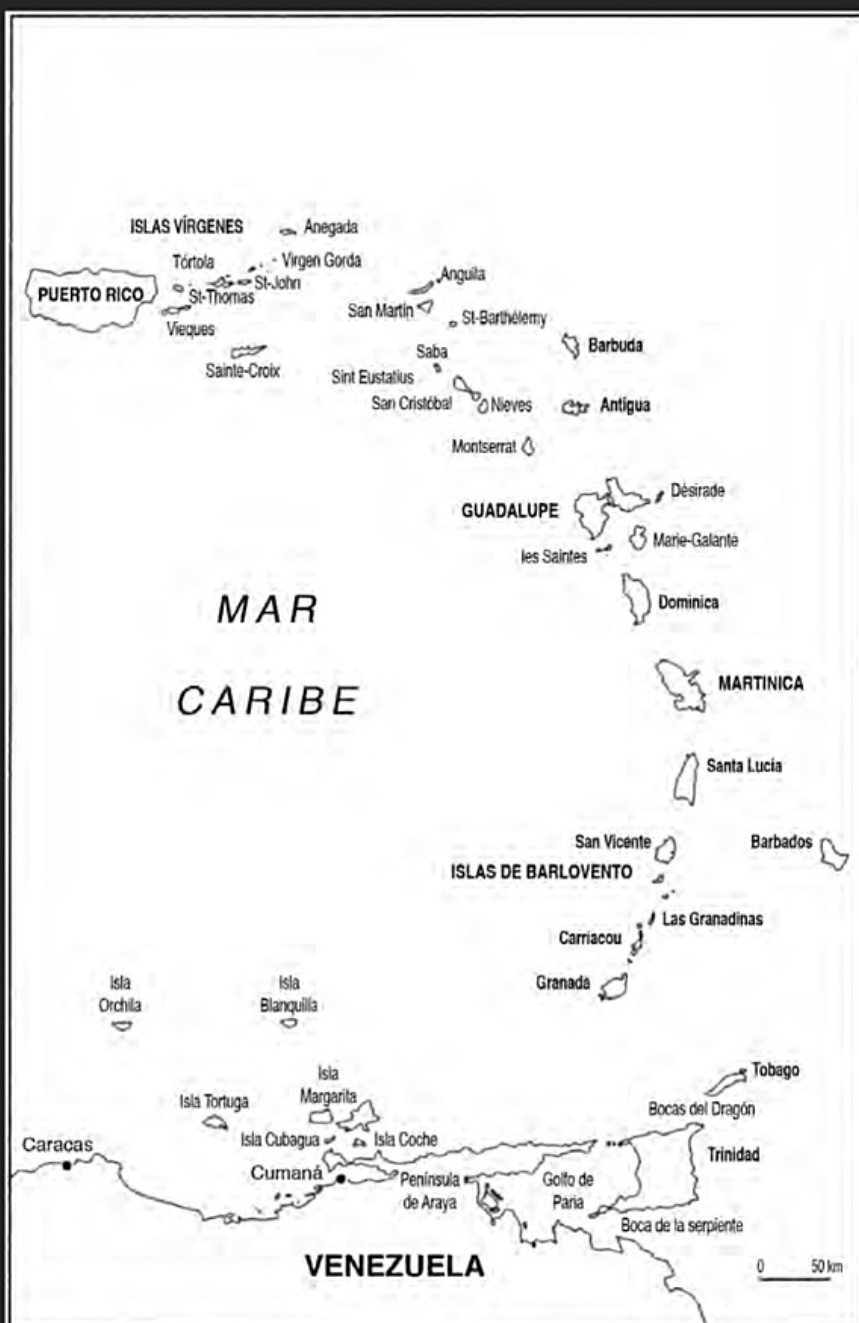 ISLAS VÍRGENES
Anegada
Tórtola
Virgen Gorda
Anguila
PUERTO RICO
St-John
St-Thomas
San Martín
St-Barthélemy
Vieques
Barbuda
Saba
Sainte-Croix
Sint Eustatius
San Cristóbal
Nieves
Antigua
Montserrat
Désirade
GUADALUPE
Marie-Galante
les Saintes
MAR
Dominica
MARTINICA
CARIBE
Santa Lucía
San Vicente
Barbados
ISLAS DE BARLOVENTO
Las Granadinas
Carriacou
Granada
Isla
Orchila
Isla
Blanquilla
Tobago
Isla
Margarita
Isla Tortuga
Bocas del Dragón
Caracas
Isla Cubagua
Isla Coche
Trinidad
Cumaná
Península
de Araya
Golfo de
Paria
Boca de la serpiente
VENEZUELA
0 50 km